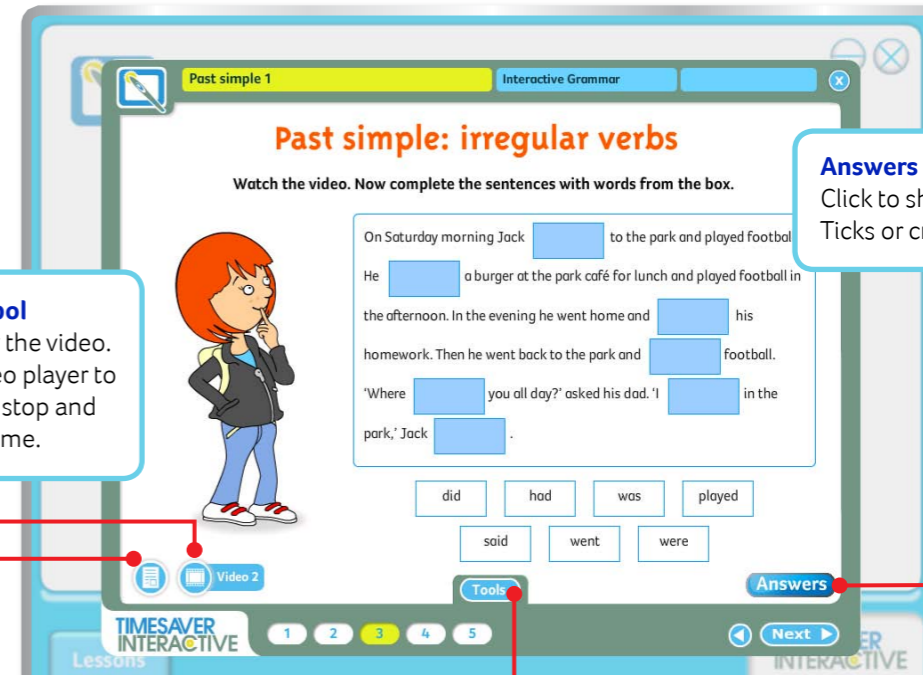 Past simple 1
Interactive Grammar
X
Past simple: irregular verbs
Watch the video. Now complete the sentences with words from the box.
On Saturday morning Jack to the park and played footbal
He a burger at the park café for lunch and played football in
the afternoon. In the evening he went home and his
homework. Then he went back to the park and football.
'Where you all day?' asked his dad. 'I in the
park,' Jack .
did had was played
said went were
Answers
Click to sh
Ticks or cr
ool
the video.
eo player to
stop and
me.
Video 2
Tools
Answers
TIMESAVER
INTERACTIVE
1 2 3 4 5
Next
Lessons
ER
INTERACTIVE